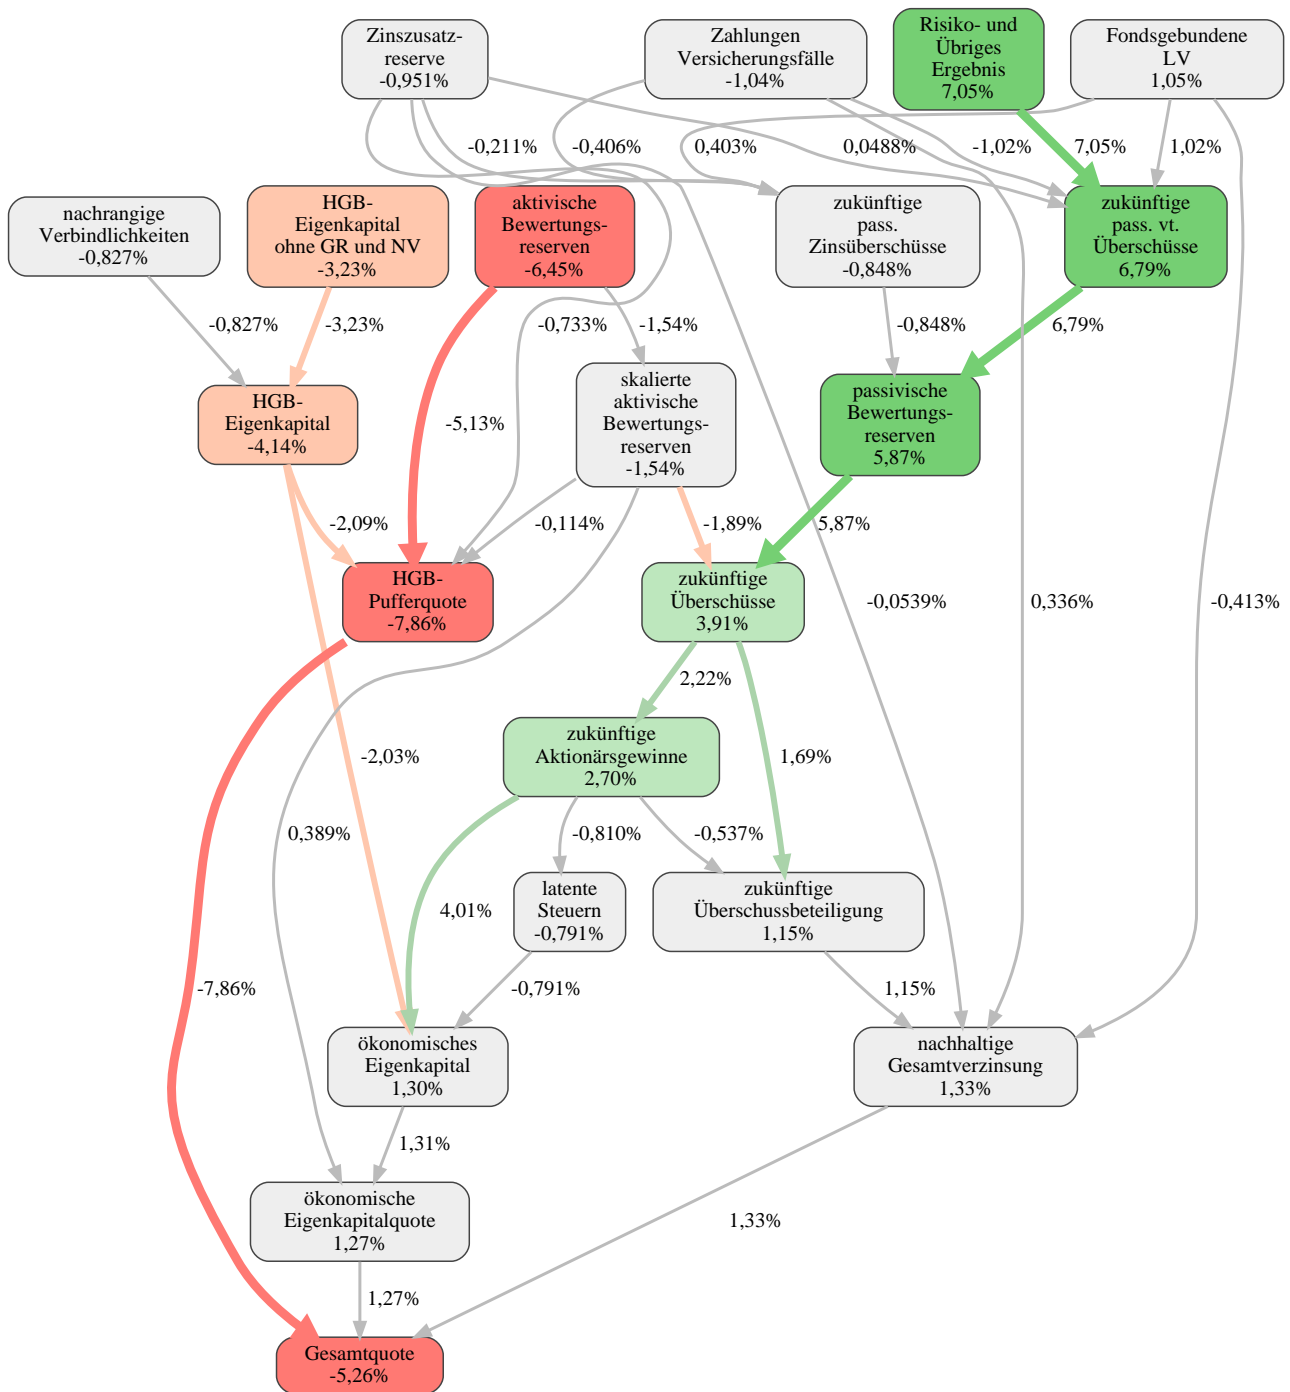 Zinszusatz-
reserve
-0,951%
Zahlungen
Versicherungsfälle
-1,04%
Risiko- und
Übriges
Ergebnis
7,05%
Fondsgebundene
LV
1,05%
-0,211%
-0,406%
0,403%
0,0488%
-1,02%
7,05%
1,02%
nachrangige
Verbindlichkeiten
-0,827%
HGB-
Eigenkapital
ohne GR und NV
-3,23%
aktivische
Bewertungs-
reserven
-6,45%
zukünftige
pass.
Zinsüberschüsse
-0,848%
zukünftige
pass. vt.
Überschüsse
6,79%
-0,827%
-3,23%
-0,733%
-1,54%
-0,848%
6,79%
HGB-
Eigenkapital
-4,14%
-5,13%
skalierte
aktivische
Bewertungs-
reserven
-1,54%
passivische
Bewertungs-
reserven
5,87%
-2,09%
-0,114%
-1,89%
5,87%
HGB-
Pufferquote
-7,86%
zukünftige
Überschüsse
3,91%
-0,0539%
0,336%
-0,413%
2,22%
zukünftige
Aktionärsgewinne
2,70%
-2,03%
1,69%
0,389%
-0,810%
-0,537%
4,01%
latente
Steuern
-0,791%
zukünftige
Überschussbeteiligung
1,15%
-7,86%
-0,791%
1,15%
ökonomisches
Eigenkapital
1,30%
nachhaltige
Gesamtverzinsung
1,33%
1,31%
ökonomische
Eigenkapitalquote
1,27%
1,33%
1,27%
Gesamtquote
-5,26%